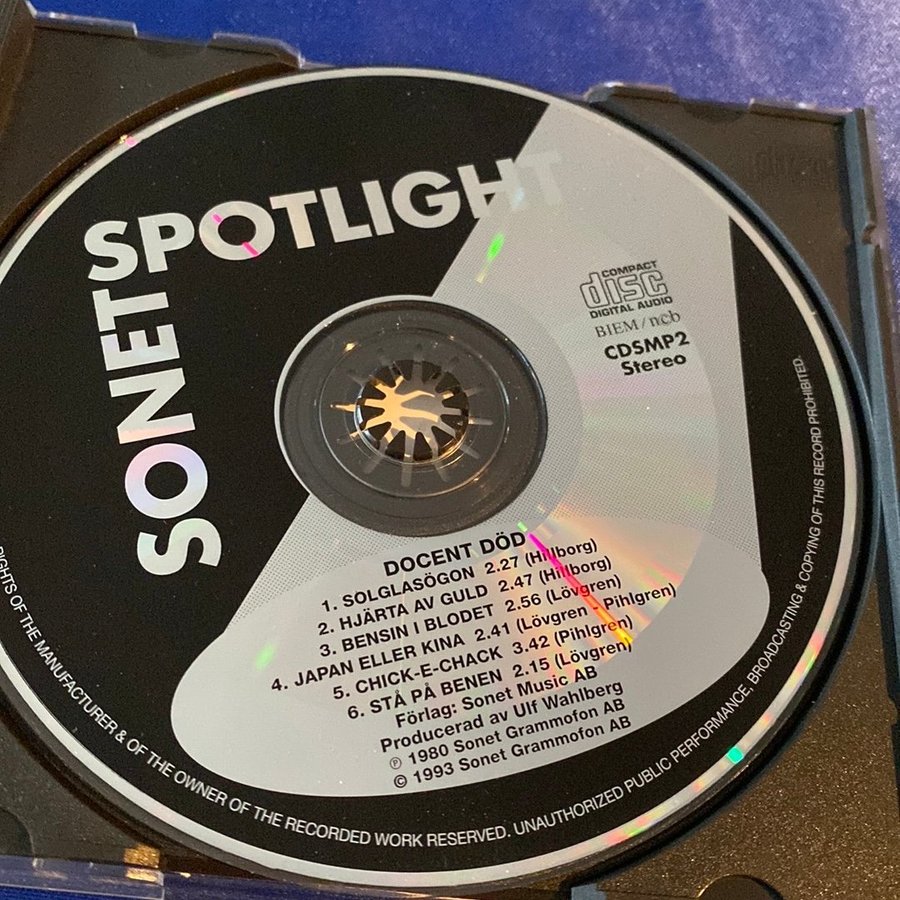 SONET SPOTLIGHT
COMPACT
disc
DIGITAL AUDIO
BIEM/ncb
CDSMP2
Stereo
DOCENT DÖD
1. SOLGLASÖGON 2.27 (Hillborg)
2. HJÄRTA AV GULD 2.47 (Hillborg)
3. BENSIN I BLODET 2.56 (Lövgren)
4. JAPAN ELLER KINA 2.41 (Lövgren - Pihlgren)
5. CHICK-E-CHACK 3.42 (Pihlgren)
6. STÅ PÅ BENEN 2.15 (Lövgren)
Förlag: Sonet Music AB
Producerad av Ulf Wahlberg
℗ 1980 Sonet Grammofon AB
© 1993 Sonet Grammofon AB
RIGHTS OF THE MANUFACTURER & OF THE OWNER OF THE RECORDED WORK RESERVED. UNAUTHORIZED PUBLIC PERFORMANCE, BROADCASTING & COPYING OF THIS RECORD PROHIBITED.